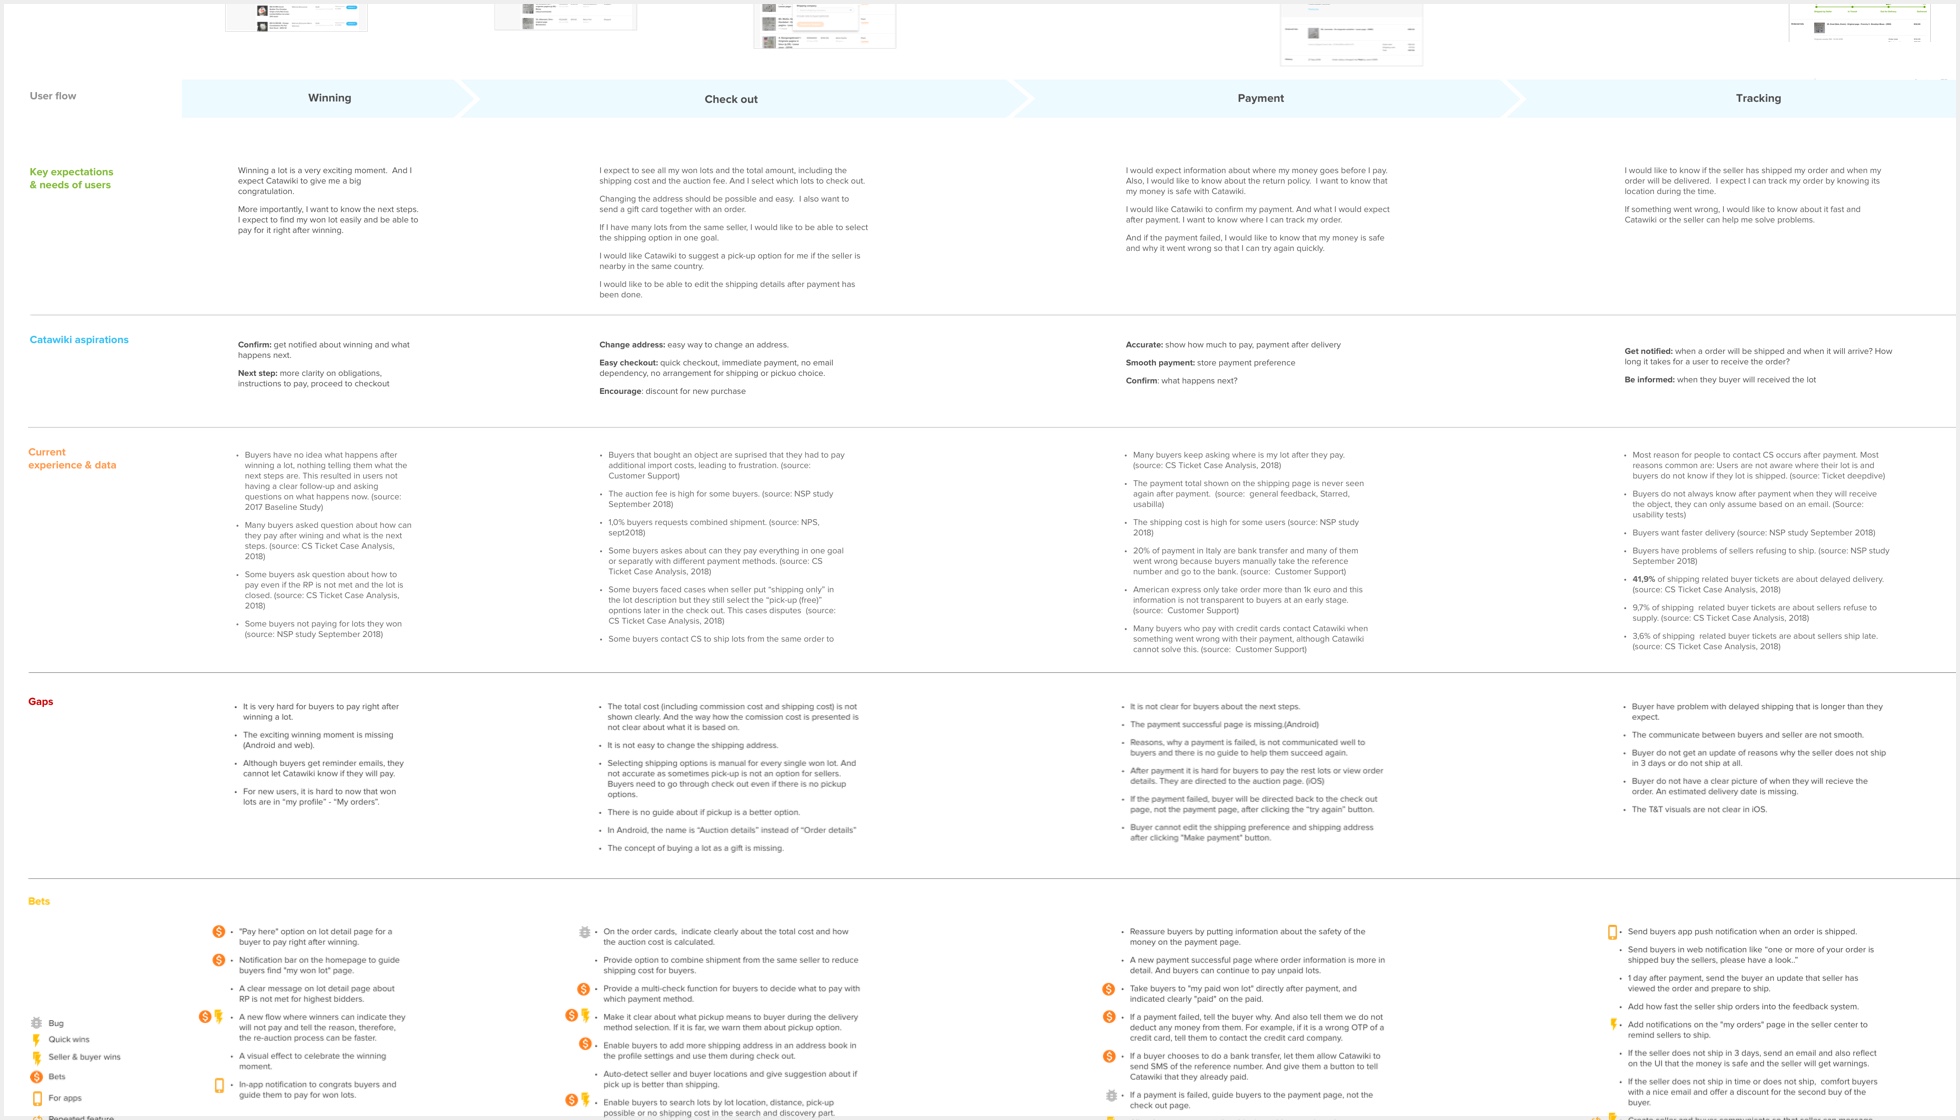 User flow
Winning
Check out
Payment
Tracking
Key expectations
& needs of users
Winning a lot is a very exciting moment. And I
expect Catawiki to give me a big
congratulation.
More importantly, I want to know the next steps.
I expect to find my won lot easily and be able to
pay for it right after winning.
I expect to see all my won lots and the total amount, including the
shipping cost and the auction fee. And I select which lots to check out.
Changing the address should be possible and easy. I also want to
send a gift card together with an order.
If I have many lots from the same seller, I would like to be able to select
the shipping option in one goal.
I would like Catawiki to suggest a pick-up option for me if the seller is
nearby in the same country.
I would like to be able to edit the shipping details after payment has
been done.
I would expect information about where my money goes before I pay.
Also, I would like to know about the return policy. I want to know that
my money is safe with Catawiki.
I would like Catawiki to confirm my payment. And what I would expect
after payment. I want to know where I can track my order.
And if the payment failed, I would like to know that my money is safe
and why it went wrong so that I can try again quickly.
I would like to know if the seller has shipped my order and when my
order will be delivered. I expect I can track my order by knowing its
location during the time.
If something went wrong, I would like to know about it fast and
Catawiki or the seller can help me solve problems.
Catawiki aspirations
Confirm: get notified about winning and what
happens next.
Next step: more clarity on obligations,
instructions to pay, proceed to checkout
Change address: easy way to change an address.
Easy checkout: quick checkout, immediate payment, no email
dependency, no arrangement for shipping or pickuo choice.
Encourage: discount for new purchase
Accurate: show how much to pay, payment after delivery
Smooth payment: store payment preference
Confirm: what happens next?
Get notified: when a order will be shipped and when it will arrive? How
long it takes for a user to receive the order?
Be informed: when they buyer will received the lot
Current
experience & data
• Buyers have no idea what happens after
winning a lot, nothing telling them what the
next steps are. This resulted in users not
having a clear follow-up and asking
questions on what happens now. (source:
2017 Baseline Study)
• Many buyers asked question about how can
they pay after wining and what is the next
steps. (source: CS Ticket Case Analysis,
2018)
• Some buyers ask question about how to
pay even if the RP is not met and the lot is
closed. (source: CS Ticket Case Analysis,
2018)
• Some buyers not paying for lots they won
(source: NSP study September 2018)
• Buyers that bought an object are suprised that they had to pay
additional import costs, leading to frustration. (source:
Customer Support)
• The auction fee is high for some buyers. (source: NSP study
September 2018)
• 1,0% buyers requests combined shipment. (source: NPS,
sept2018)
• Some buyers askes about can they pay everything in one goal
or separatly with different payment methods. (source: CS
Ticket Case Analysis, 2018)
• Some buyers faced cases when seller put “shipping only” in
the lot description but they still select the “pick-up (free)”
opntions later in the check out. This cases disputes (source:
CS Ticket Case Analysis, 2018)
• Some buyers contact CS to ship lots from the same order to
• Many buyers keep asking where is my lot after they pay.
(source: CS Ticket Case Analysis, 2018)
• The payment total shown on the shipping page is never seen
again after payment. (source: general feedback, Starred,
usabilla)
• The shipping cost is high for some users (source: NSP study
2018)
• 20% of payment in Italy are bank transfer and many of them
went wrong because buyers manually take the reference
number and go to the bank. (source: Customer Support)
• American express only take order more than 1k euro and this
information is not transparent to buyers at an early stage.
(source: Customer Support)
• Many buyers who pay with credit cards contact Catawiki when
something went wrong with their payment, although Catawiki
cannot solve this. (source: Customer Support)
• Most reason for people to contact CS occurs after payment. Most
reasons common are: Users are not aware where their lot is and
buyers do not know if they lot is shipped. (source: Ticket deepdive)
• Buyers do not always know after payment when they will receive
the object, they can only assume based on an email. (Source:
usability tests)
• Buyers want faster delivery (source: NSP study September 2018)
• Buyers have problems of sellers refusing to ship. (source: NSP study
September 2018)
• 41,9% of shipping related buyer tickets are about delayed delivery.
(source: CS Ticket Case Analysis, 2018)
• 9,7% of shipping related buyer tickets are about sellers refuse to
supply. (source: CS Ticket Case Analysis, 2018)
• 3,6% of shipping related buyer tickets are about sellers ship late.
(source: CS Ticket Case Analysis, 2018)
Gaps
• It is very hard for buyers to pay right after
winning a lot.
• The exciting winning moment is missing
(Android and web).
• Although buyers get reminder emails, they
cannot let Catawiki know if they will pay.
• For new users, it is hard to now that won
lots are in “my profile” - “My orders”.
• The total cost (including commission cost and shipping cost) is not
shown clearly. And the way how the comission cost is presented is
not clear about what it is based on.
• It is not easy to change the shipping address.
• Selecting shipping options is manual for every single won lot. And
not accurate as sometimes pick-up is not an option for sellers.
Buyers need to go through check out even if there is no pickup
options.
• There is no guide about if pickup is a better option.
• In Android, the name is “Auction details” instead of “Order details”
• The concept of buying a lot as a gift is missing.
• It is not clear for buyers about the next steps.
• The payment successful page is missing.(Android)
• Reasons, why a payment is failed, is not communicated well to
buyers and there is no guide to help them succeed again.
• After payment it is hard for buyers to pay the rest lots or view order
details. They are directed to the auction page. (iOS)
• If the payment failed, buyer will be directed back to the check out
page, not the payment page, after clicking the “try again” button.
• Buyer cannot edit the shipping preference and shipping address
after clicking "Make payment" button.
• Buyer have problem with delayed shipping that is longer than they
expect.
• The communicate between buyers and seller are not smooth.
• Buyer do not get an update of reasons why the seller does not ship
in 3 days or do not ship at all.
• Buyer do not have a clear picture of when they will recieve the
order. An estimated delivery date is missing.
• The T&T visuals are not clear in iOS.
Bets
• "Pay here" option on lot detail page for a
buyer to pay right after winning.
• Notification bar on the homepage to guide
buyers find "my won lot" page.
• A clear message on lot detail page about
RP is not met for highest bidders.
• A new flow where winners can indicate they
will not pay and tell the reason, therefore,
the re-auction process can be faster.
• A visual effect to celebrate the winning
moment.
• In-app notification to congrats buyers and
guide them to pay for won lots.
• On the order cards, indicate clearly about the total cost and how
the auction cost is calculated.
• Provide option to combine shipment from the same seller to reduce
shipping cost for buyers.
• Provide a multi-check function for buyers to decide what to pay with
which payment method.
• Make it clear about what pickup means to buyer during the delivery
method selection. If it is far, we warn them about pickup option.
• Enable buyers to add more shipping address in an address book in
the profile settings and use them during check out.
• Auto-detect seller and buyer locations and give suggestion about if
pick up is better than shipping.
• Enable buyers to search lots by lot location, distance, pick-up
possible or no shipping cost in the search and discovery part.
• Reassure buyers by putting information about the safety of the
money on the payment page.
• A new payment successful page where order information is more in
detail. And buyers can continue to pay unpaid lots.
• Take buyers to "my paid won lot" directly after payment, and
indicated clearly "paid" on the paid.
• If a payment failed, tell the buyer why. And also tell them we do not
deduct any money from them. For example, if it is a wrong OTP of a
credit card, tell them to contact the credit card company.
• If a buyer chooses to do a bank transfer, let them allow Catawiki to
send SMS of the reference number. And give them a button to tell
Catawiki that they already paid.
• If a payment is failed, guide buyers to the payment page, not the
check out page.
• Send buyers app push notification when an order is shipped.
• Send buyers in web notification like "one or more of your order is
shipped buy the sellers, please have a look.."
• 1 day after payment, send the buyer an update that seller has
viewed the order and prepare to ship.
• Add how fast the seller ship orders into the feedback system.
• Add notifications on the "my orders" page in the seller center to
remind sellers to ship.
• If the seller does not ship in 3 days, send an email and also reflect
on the UI that the money is safe and the seller will get warnings.
• If the seller does not ship in time or does not ship, comfort buyers
with a nice email and offer a discount for the second buy of the
buyer.
Bug
Quick wins
Seller & buyer wins
Bets
For apps
Repeated feature